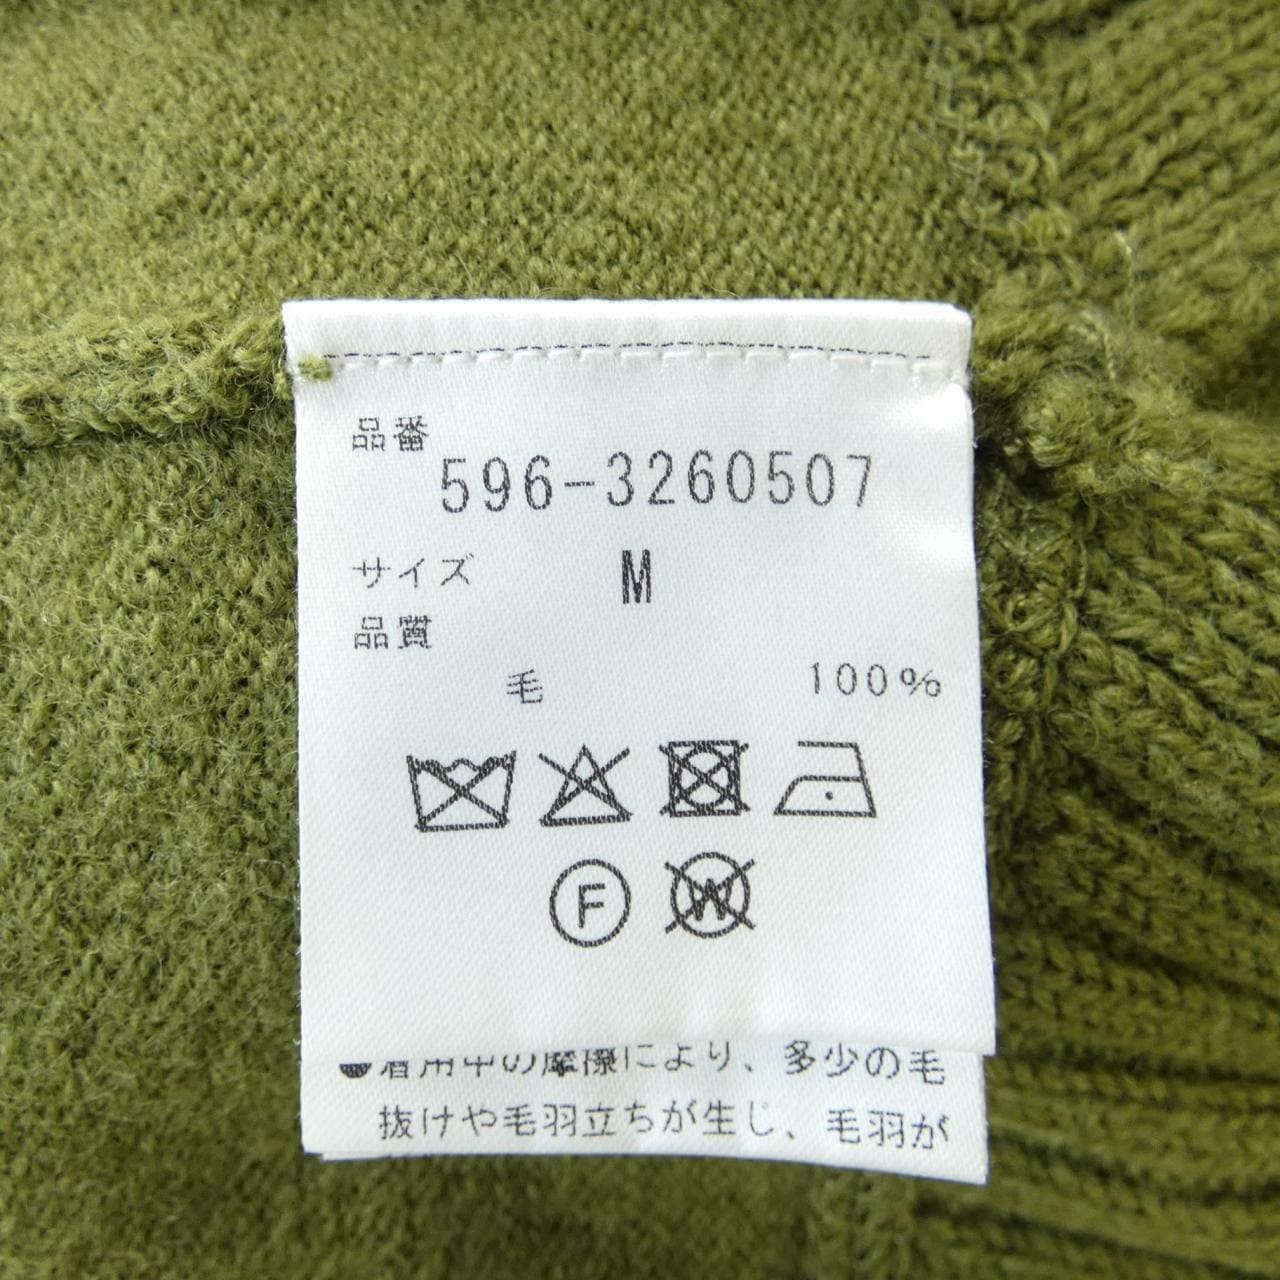 品番
596-3260507
サイズ M
品質
毛 100%
F W
●着用中の摩擦により、多少の毛
抜けや毛羽立ちが生じ、毛羽が